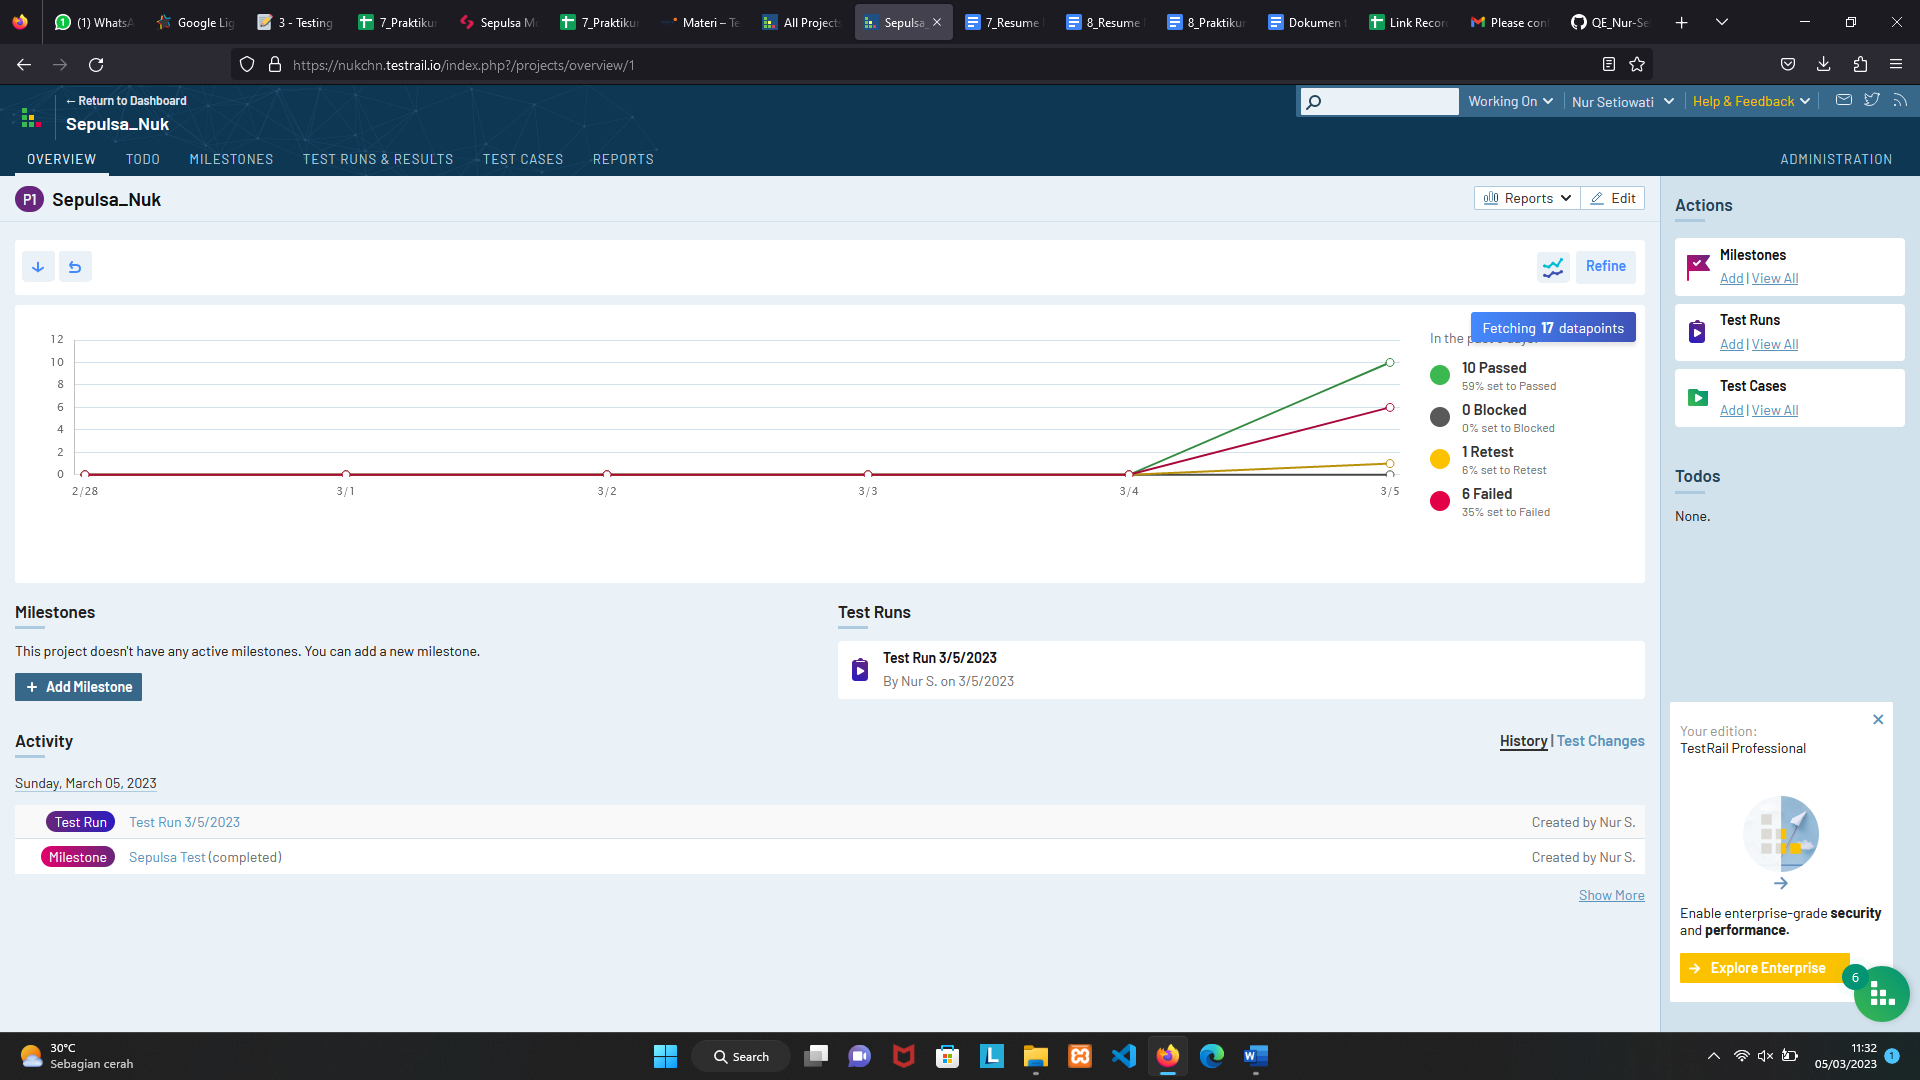 (1) WhatsA
Google Lig
3 - Testing
7_Praktiku
Sepulsa M
7_Praktiku
Materi – Te
All Projects
Sepulsa_
7_Resume
8_Resume
8_Praktikur
Dokumen
Link Recor
Please con
QE_Nur-Se
https://nukchn.testrail.io/index.php?/projects/overview/1
← Return to Dashboard
Sepulsa_Nuk
Working On
Nur Setiowati
Help & Feedback
OVERVIEW TODO MILESTONES TEST RUNS & RESULTS TEST CASES REPORTS ADMINISTRATION
P1 Sepulsa_Nuk
Reports
Edit
Refine
Fetching 17 datapoints
In the
12
10
8
6
4
2
0
2/28 3/1 3/2 3/3 3/4 3/5
10 Passed
59% set to Passed
0 Blocked
0% set to Blocked
1 Retest
6% set to Retest
6 Failed
35% set to Failed
Actions
Milestones
Add | View All
Test Runs
Add | View All
Test Cases
Add | View All
Todos
None.
Milestones
This project doesn't have any active milestones. You can add a new milestone.
+ Add Milestone
Test Runs
Test Run 3/5/2023
By Nur S. on 3/5/2023
Activity
History | Test Changes
Sunday, March 05, 2023
Test Run Test Run 3/5/2023 Created by Nur S.
Milestone Sepulsa Test (completed) Created by Nur S.
Show More
Your edition:
TestRail Professional
Enable enterprise-grade security
and performance.
Explore Enterprise
6
30°C
Sebagian cerah
Search
11:32
05/03/2023
1